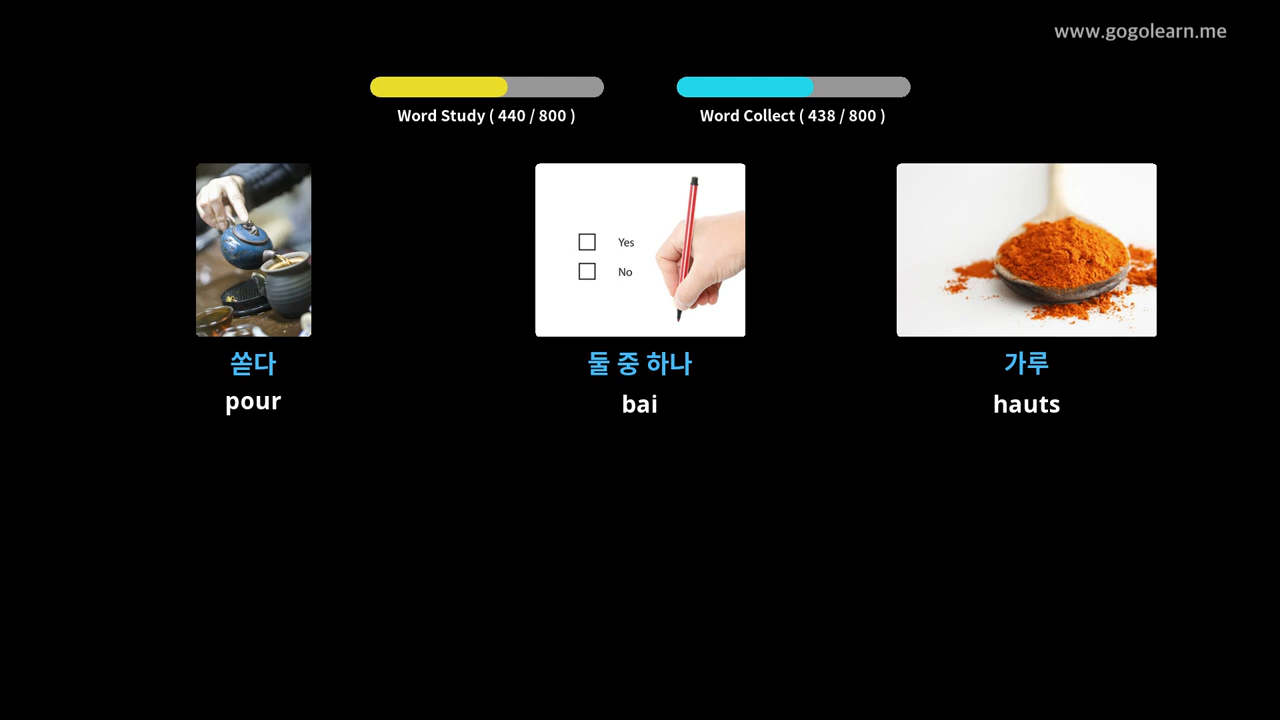 www.gogolearn.me
Word Study ( 440 / 800 )
Word Collect ( 438 / 800 )
Yes
No
쏟다
둘 중 하나
가루
pour
bai
hauts